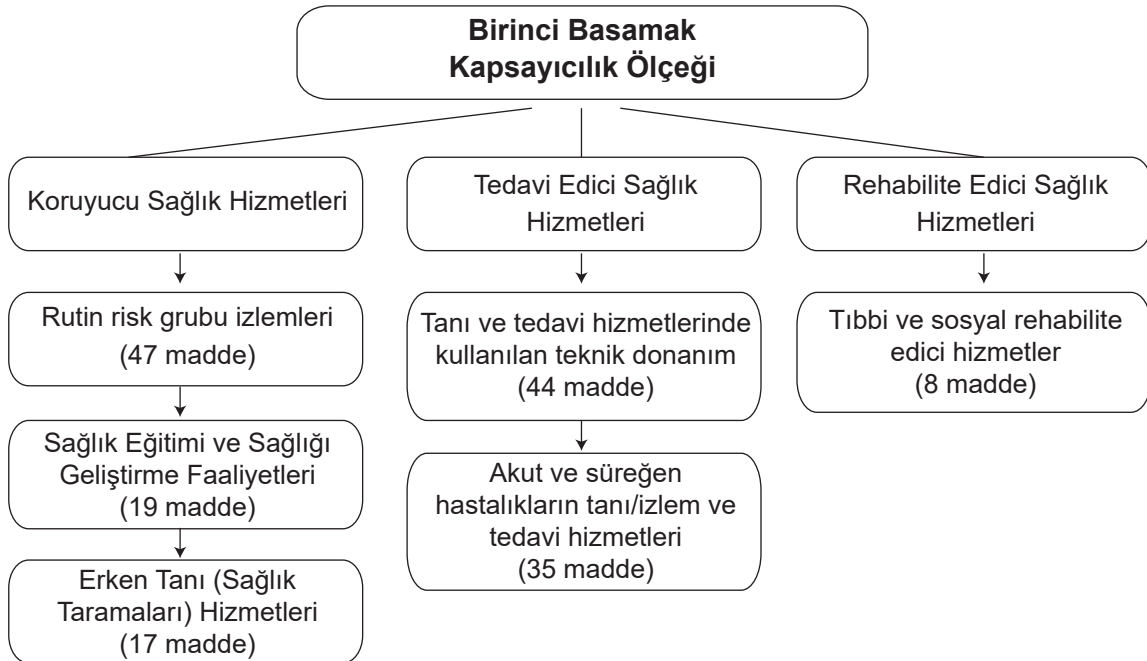 Birinci Basamak
Kapsayıcılık Ölçeği
Koruyucu Sağlık Hizmetleri
Rutin risk grubu izlemleri
(47 madde)
Sağlık Eğitimi ve Sağlığı
Geliştirme Faaliyetleri
(19 madde)
Erken Tanı (Sağlık
Taramaları) Hizmetleri
(17 madde)
Tedavi Edici Sağlık
Hizmetleri
Tanı ve tedavi hizmetlerinde
kullanılan teknik donanım
(44 madde)
Akut ve süreğen
hastalıkların tanı/izlem ve
tedavi hizmetleri
(35 madde)
Rehabilite Edici Sağlık
Hizmetleri
Tıbbi ve sosyal rehabilite
edici hizmetler
(8 madde)